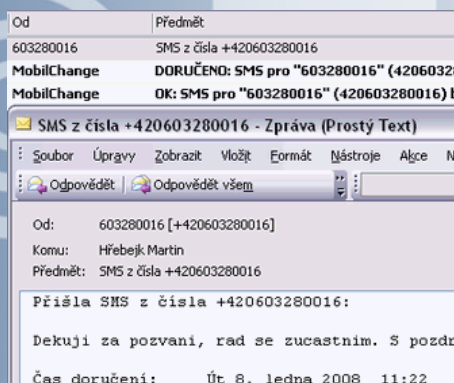 Od Předmět
603280016 SMS z čísla +420603280016
MobilChange DORUČENO: SMS pro "603280016" (4206032
MobilChange OK: SMS pro "603280016" (420603280016) b
SMS z čísla +420603280016 - Zpráva (Prostý Text)
Soubor Úpravy Zobrazit Vložit Formát Nástroje Akce N
Odpovědět Odpovědět všem
Od: 603280016 [+420603280016]
Komu: Hřebejk Martin
Předmět: SMS z čísla +420603280016
Přišla SMS z čísla +420603280016:
Dekuji za pozvani, rad se zucastnim. S pozdr
Čas doručení: Út 8. ledna 2008 11:22